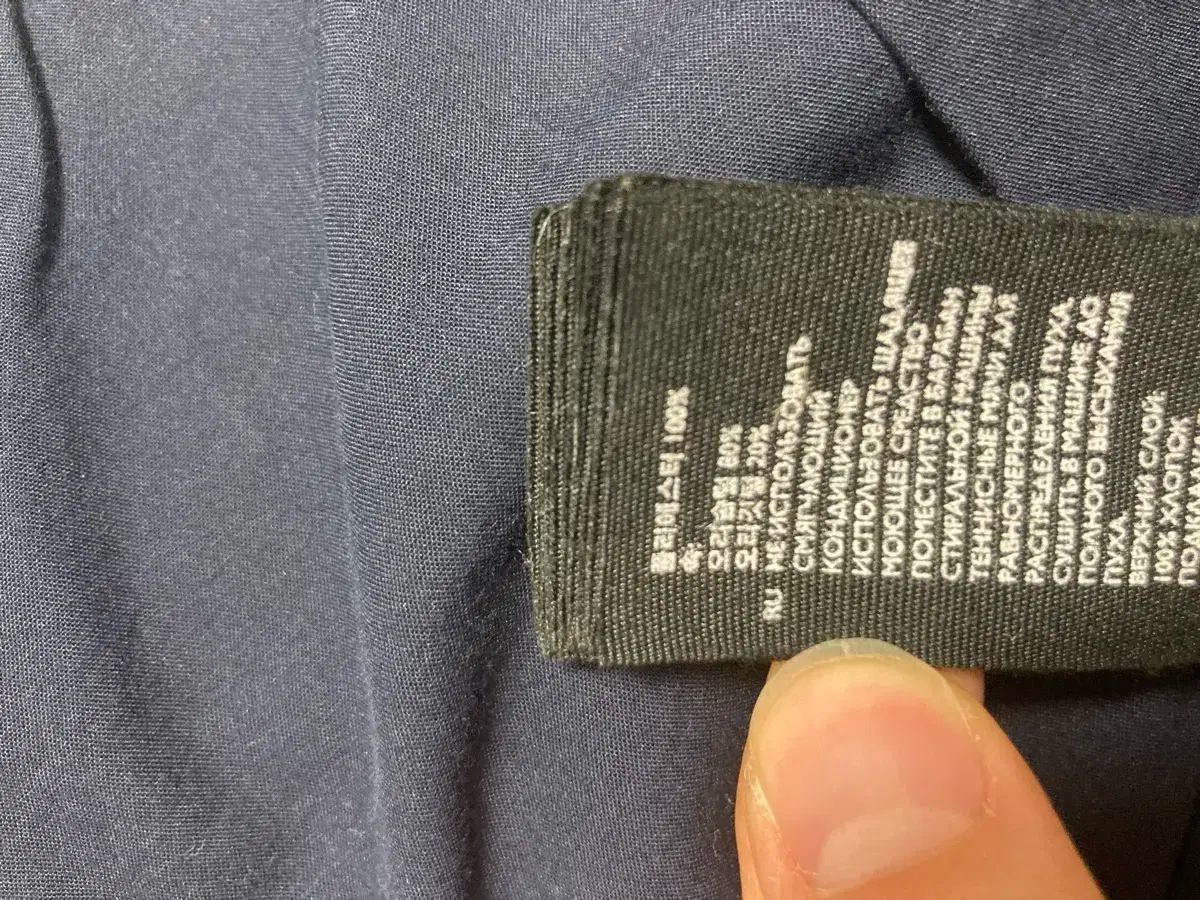 폴리에스터 100%
속:
오리솜털 80%
오리깃털 20%
RU НЕ ИСПОЛЬЗОВАТЬ
СМЯГЧАЮЩИЙ
КОНДИЦИОНЕР
ИСПОЛЬЗОВАТЬ ЩАДЯЩЕЕ
МОЮЩЕЕ СРЕДСТВО
ПОМЕСТИТЕ В БАРАБАН
СТИРАЛЬНОЙ МАШИНЫ
ТЕННИСНЫЕ МЯЧИ ДЛЯ
РАВНОМЕРНОГО
РАСПРЕДЕЛЕНИЯ ПУХА.
СУШИТЬ В МАШИНЕ ДО
ПОЛНОГО ВЫСЫХАНИЯ
ПУХА.
ВЕРХНИЙ СЛОЙ:
100% ХЛОПОК